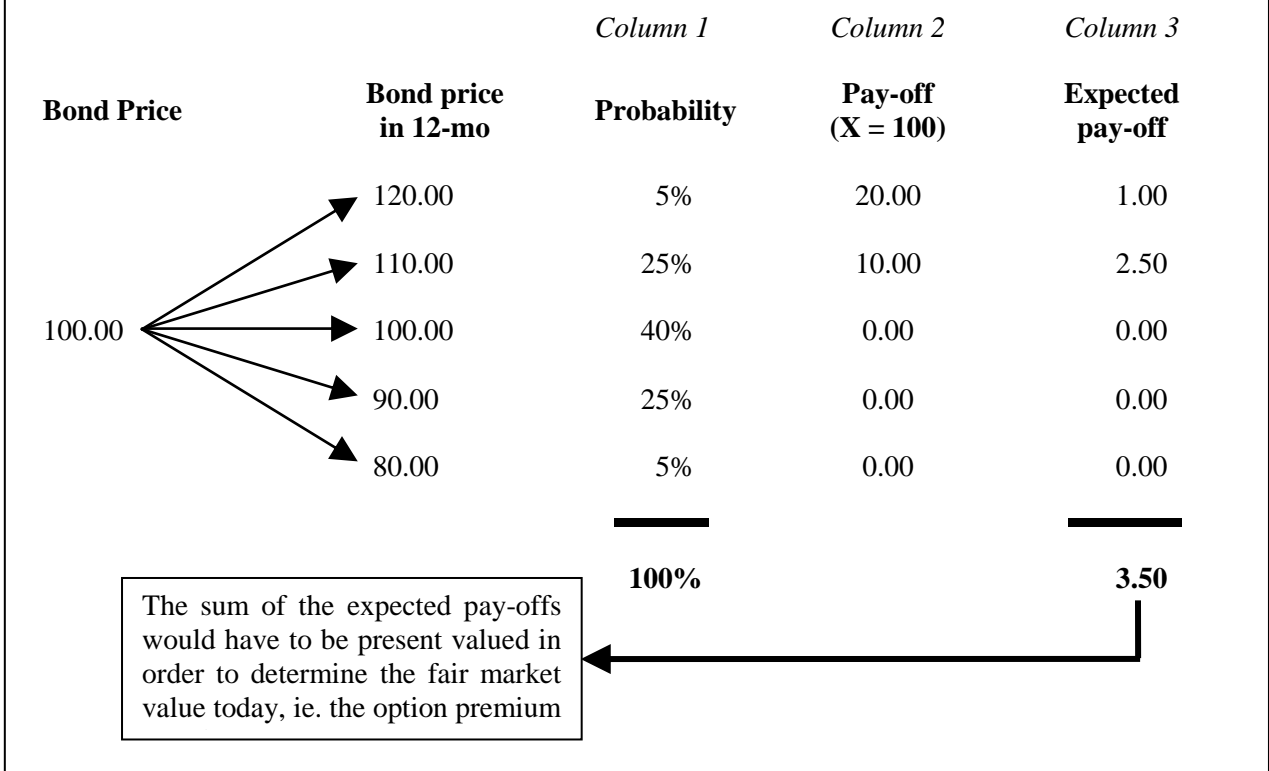 Column 1 Column 2 Column 3
Bond Price Bond price in 12-mo Probability Pay-off (X = 100) Expected pay-off
120.00 5% 20.00 1.00
110.00 25% 10.00 2.50
100.00 100.00 40% 0.00 0.00
90.00 25% 0.00 0.00
80.00 5% 0.00 0.00
100% 3.50
The sum of the expected pay-offs
would have to be present valued in
order to determine the fair market
value today, ie. the option premium